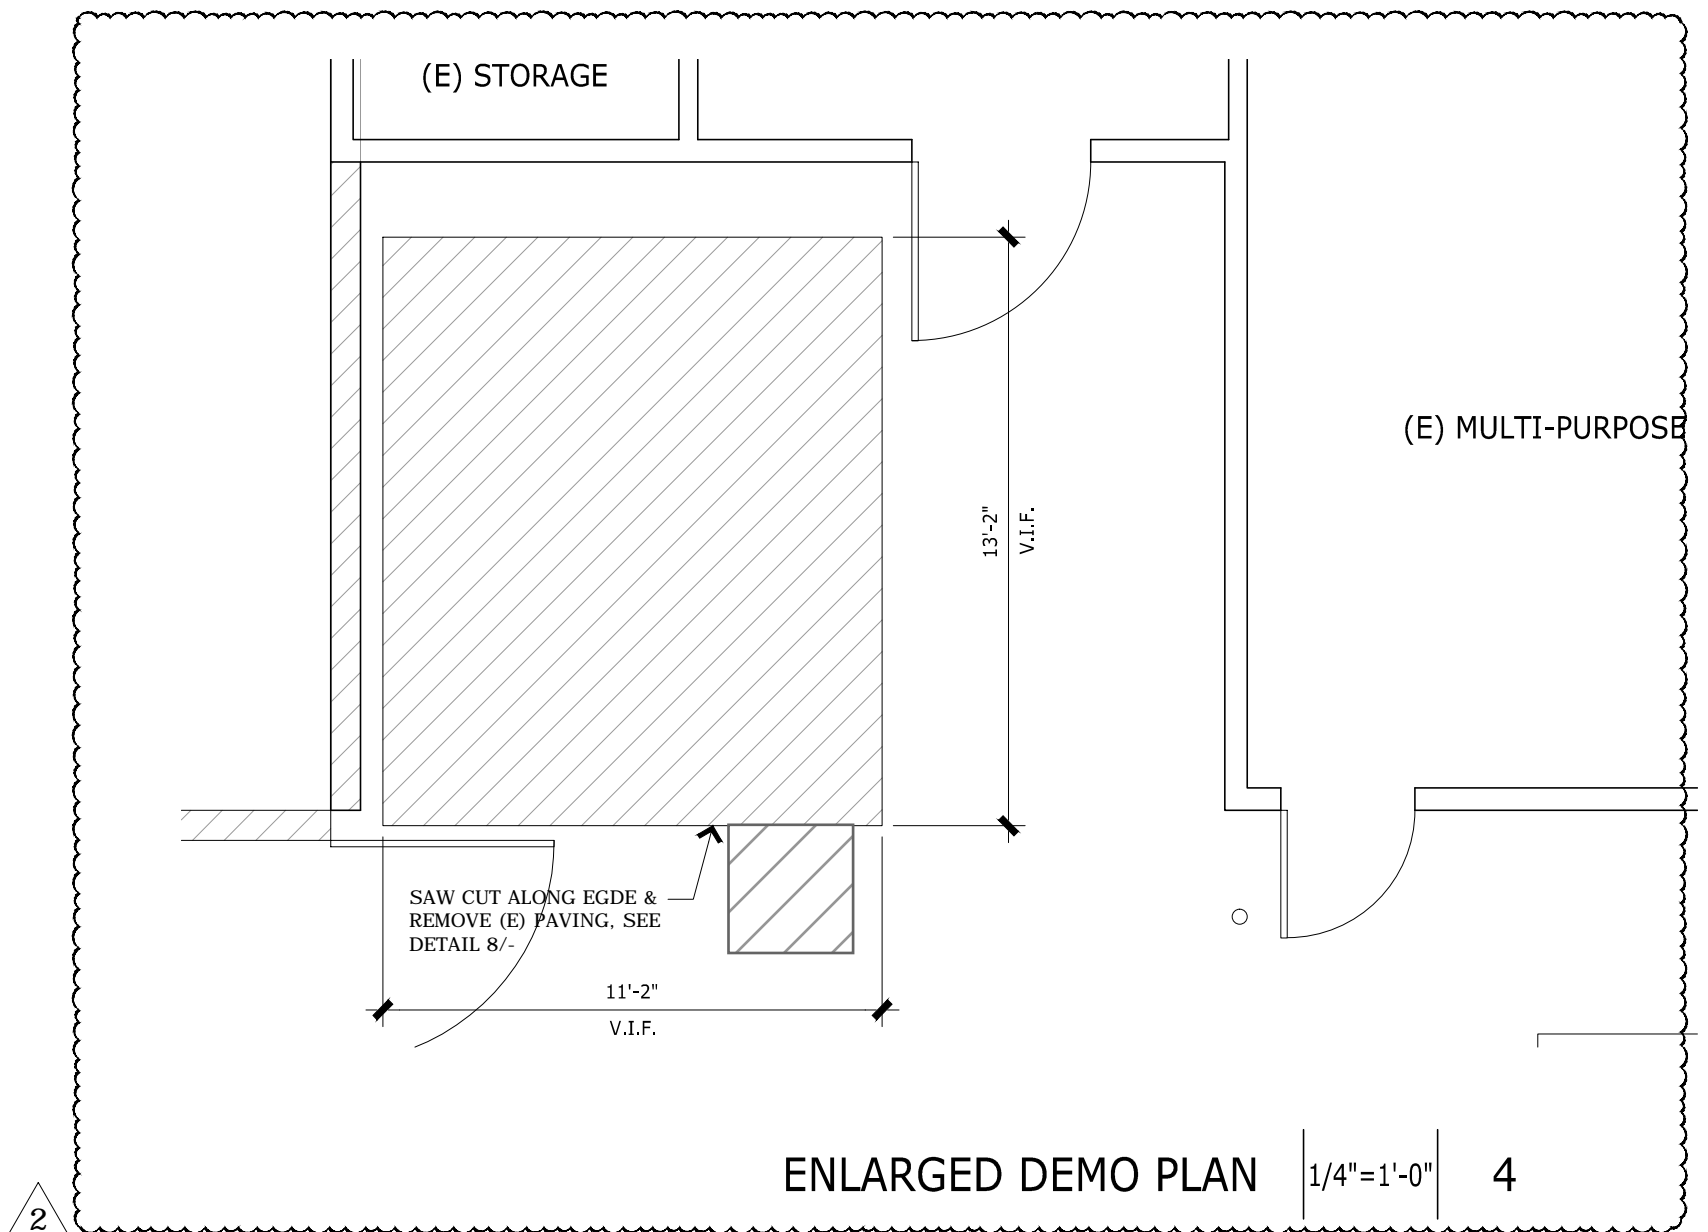 (E) STORAGE
(E) MULTI-PURPOSE
13'-2"
V.I.F.
SAW CUT ALONG EGDE &
REMOVE (E) PAVING, SEE
DETAIL 8/-
11'-2"
V.I.F.
ENLARGED DEMO PLAN
1/4"=1'-0"
4
2